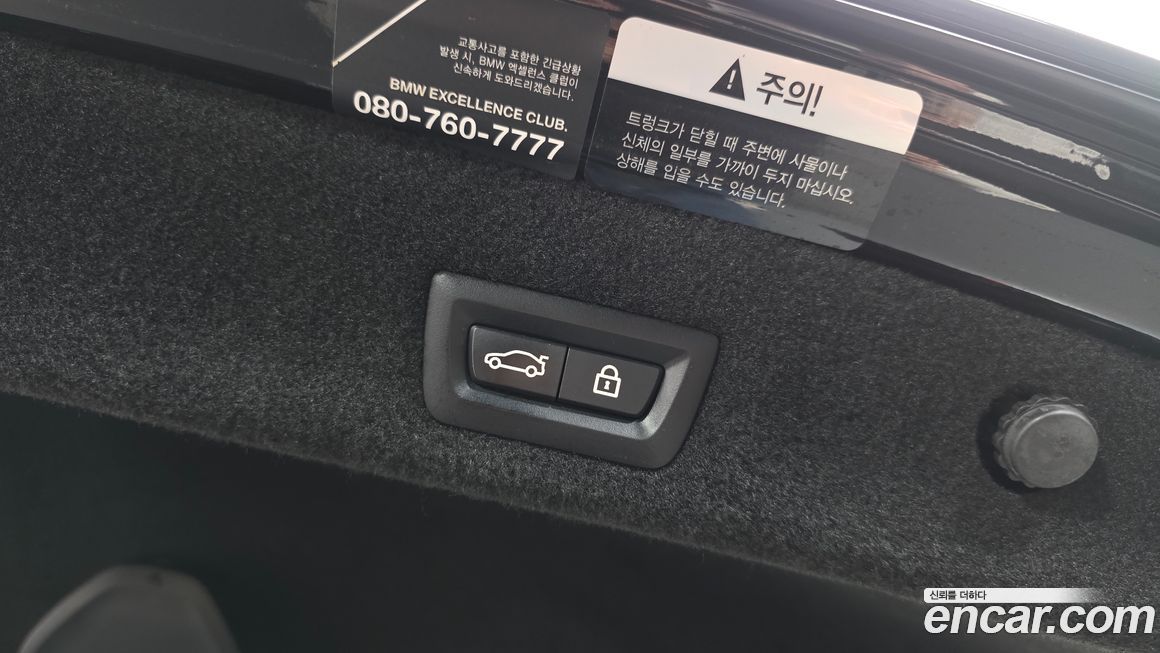 교통사고를 포함한 긴급상황
발생 시, BMW 엑셀런스 클럽이
신속하게 도와드리겠습니다.
BMW EXCELLENCE CLUB.
080-760-7777
주의!
트렁크가 닫힐 때 주변에 사물이나
신체의 일부를 가까이 두지 마십시오.
상해를 입을 수도 있습니다.
신뢰를 더하다
encar.com